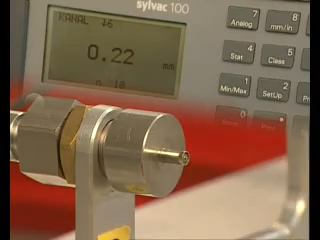 sylvac 100
KANAL
0.22 mm
7 Analog
8 mm/in
4 Stat
5 Class
1 Min/Max
2 SetUp
0